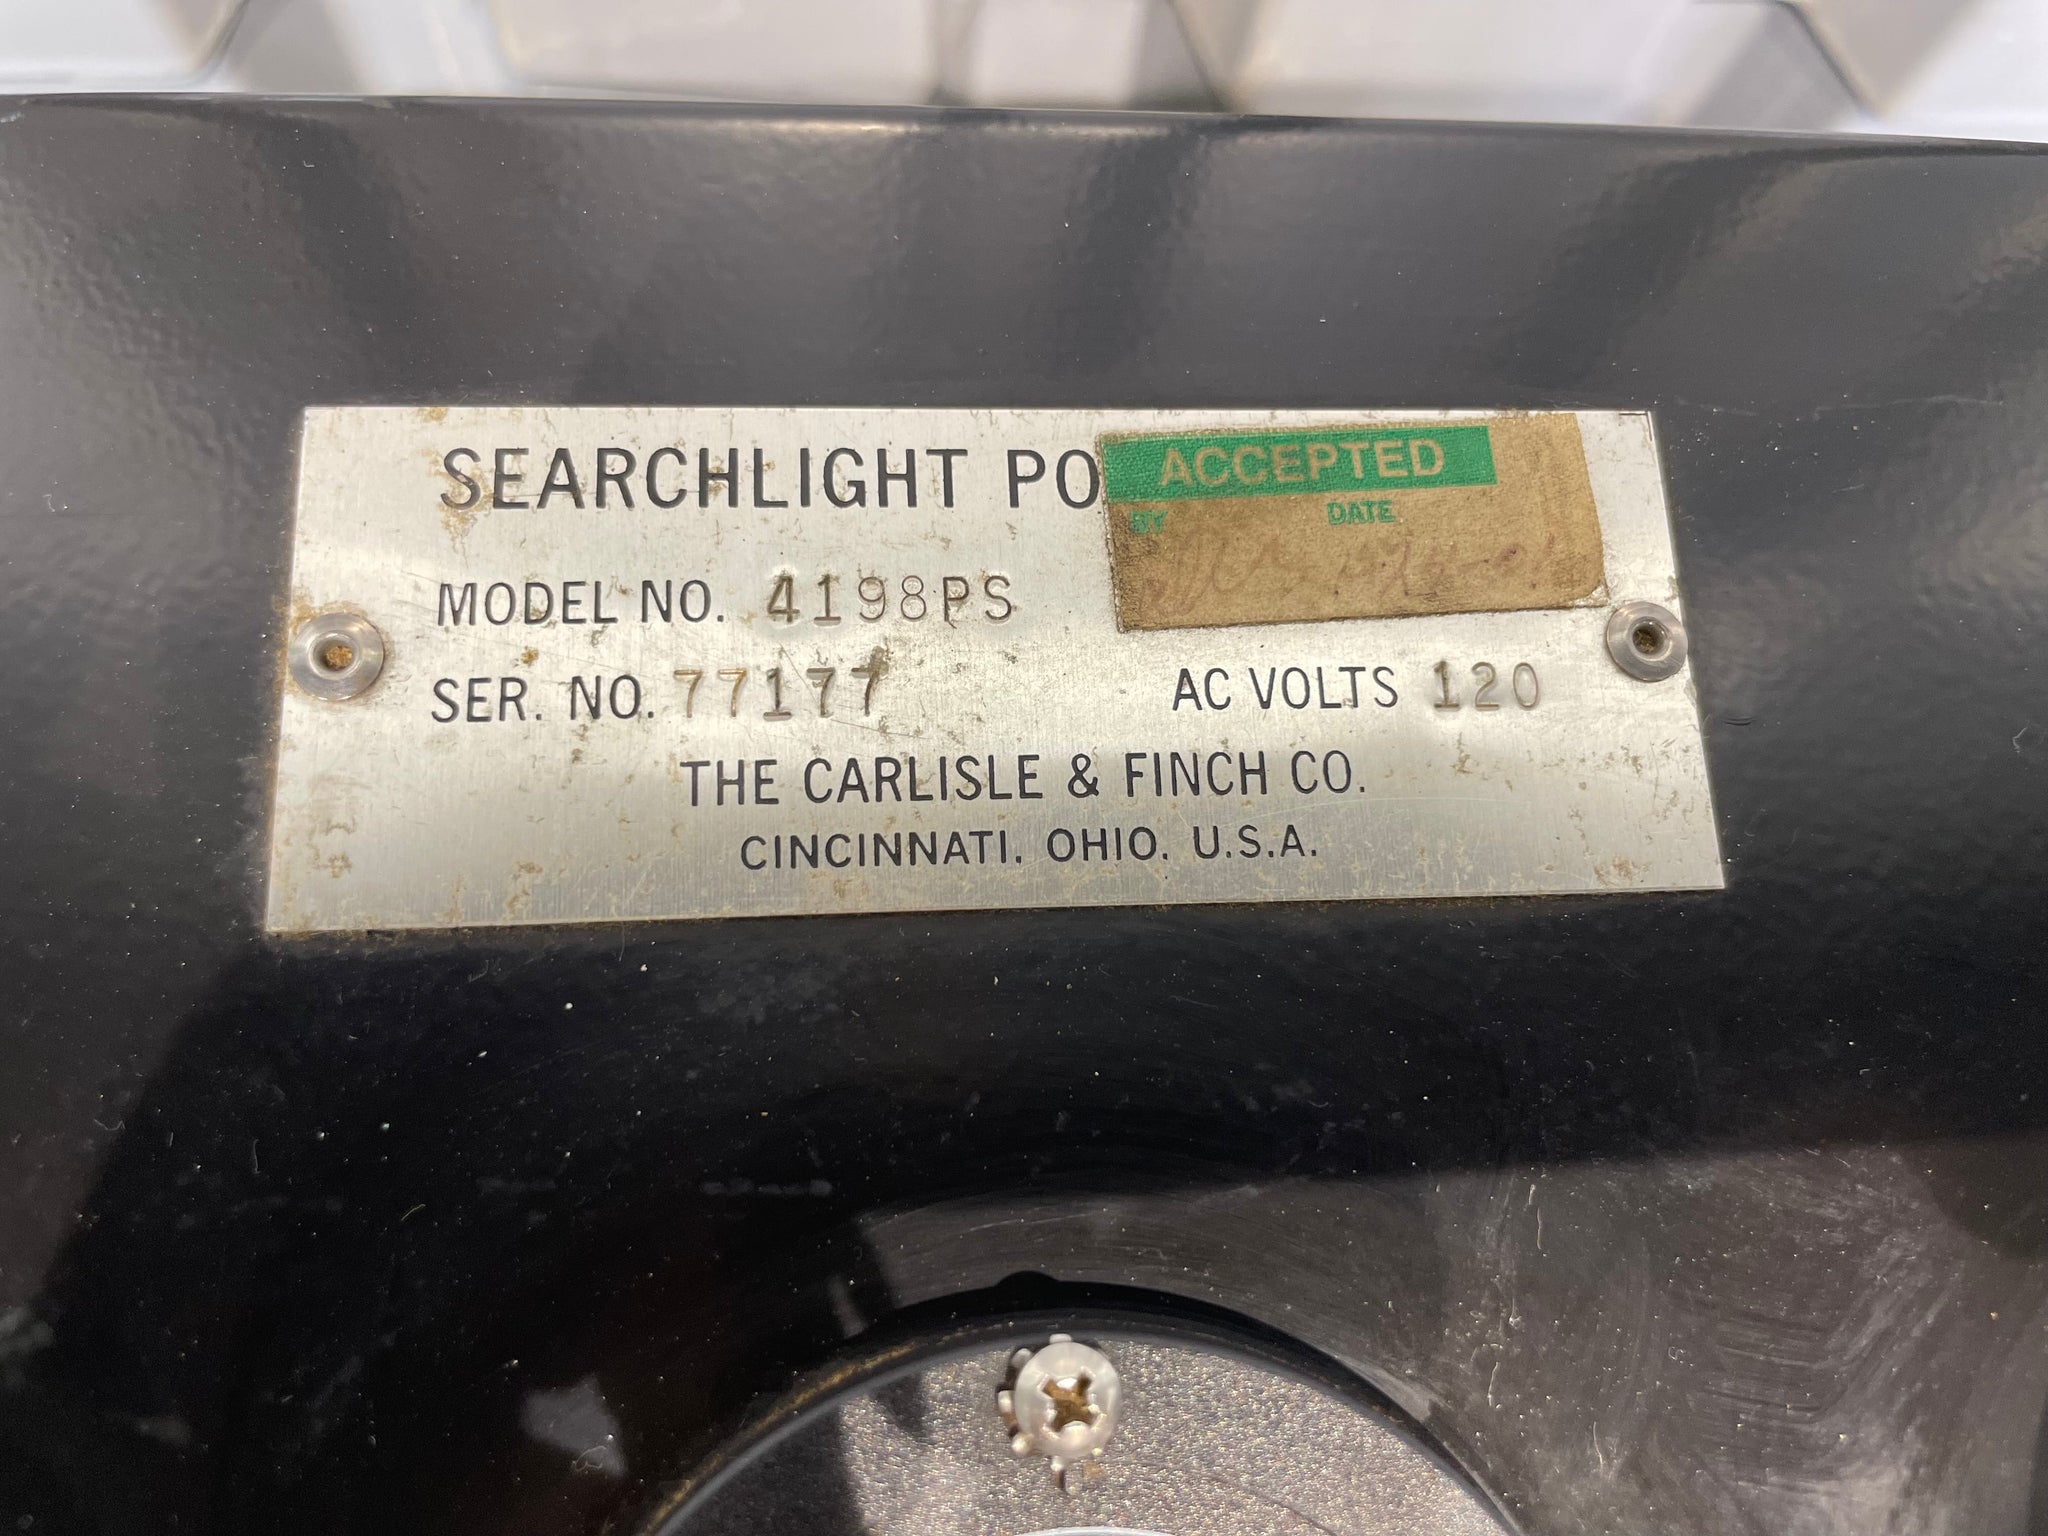 SEARCHLIGHT PO
ACCEPTED
BY DATE
MODEL NO. 4198PS
SER. NO. 77177 AC VOLTS 120
THE CARLISLE & FINCH CO.
CINCINNATI. OHIO. U.S.A.